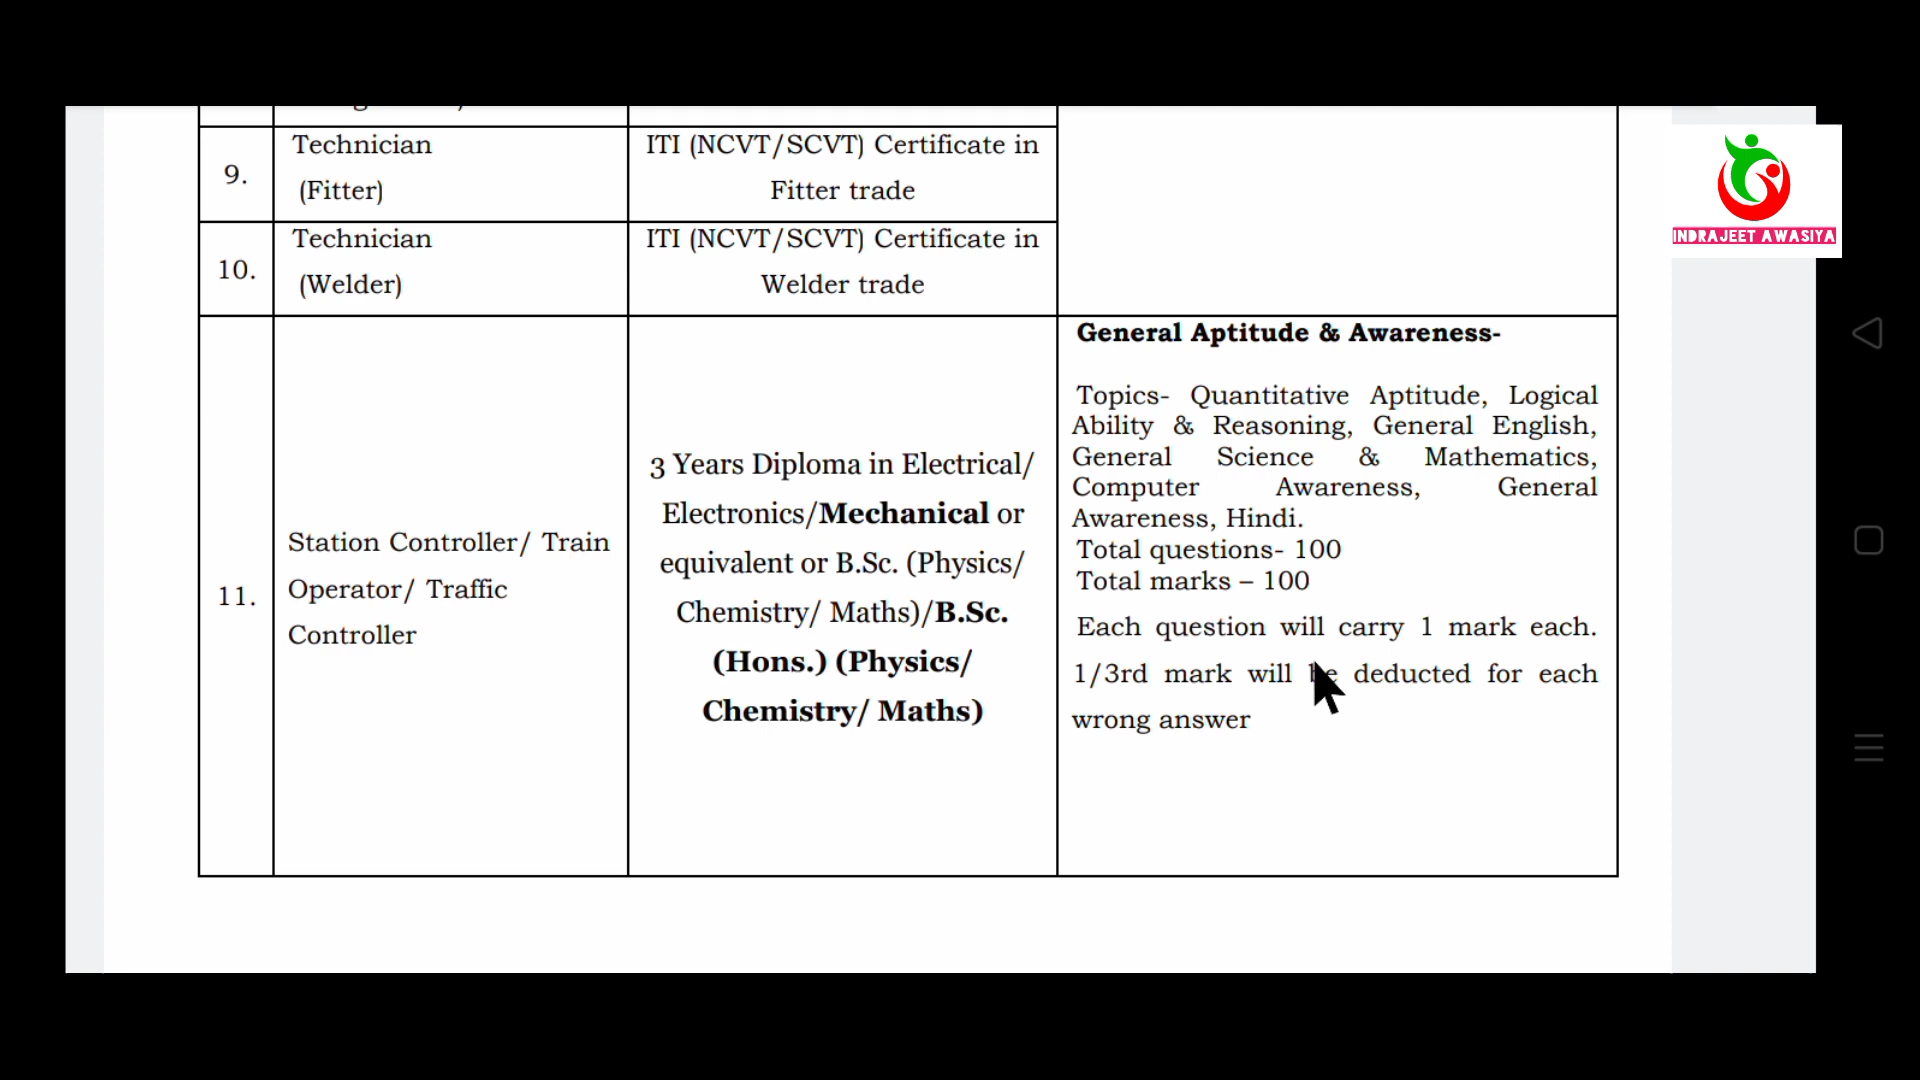 9.
Technician
(Fitter)
ITI (NCVT/SCVT) Certificate in
Fitter trade
10.
Technician
(Welder)
ITI (NCVT/SCVT) Certificate in
Welder trade
11.
Station Controller/ Train
Operator/ Traffic
Controller
3 Years Diploma in Electrical/
Electronics/Mechanical or
equivalent or B.Sc. (Physics/
Chemistry/ Maths)/B.Sc.
(Hons.) (Physics/
Chemistry/ Maths)
General Aptitude & Awareness-
Topics- Quantitative Aptitude, Logical
Ability & Reasoning, General English,
General Science & Mathematics,
Computer Awareness, General
Awareness, Hindi.
Total questions- 100
Total marks – 100
Each question will carry 1 mark each.
1/3rd mark will be deducted for each
wrong answer
INDRAJEET AWASIYA